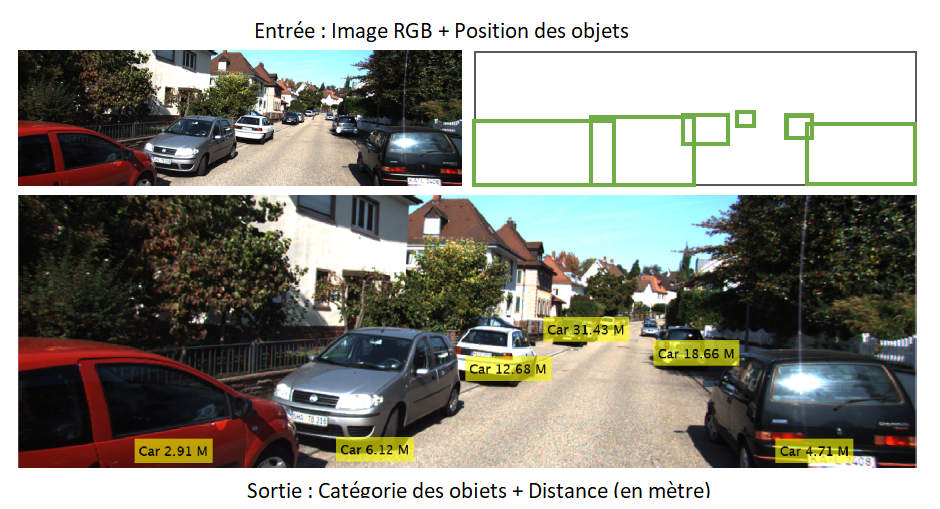 Entrée : Image RGB + Position des objets
Car 31.43 M
Car 18.66 M
Car 12.68 M
Car 2.91 M
Car 6.12 M
Car 4.71 M
Sortie : Catégorie des objets + Distance (en mètre)